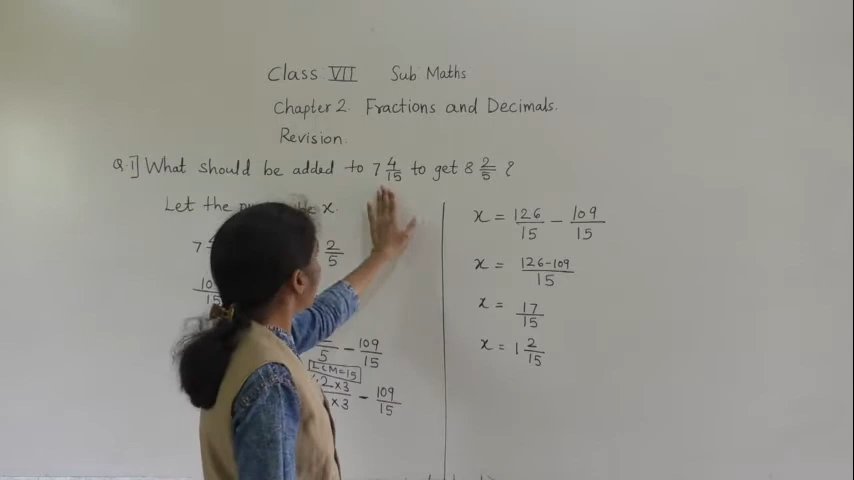 Class VII Sub Maths
Chapter 2. Fractions and Decimals.
Revision.
Q.1] What should be added to 7 4/15 to get 8 2/5 ?
Let the be x.
7 2/5
10
15
5 - 109/15
LCM=15
42 x 3 / x 3 - 109/15
x = 126/15 - 109/15
x = 126-109/15
x = 17/15
x = 1 2/15